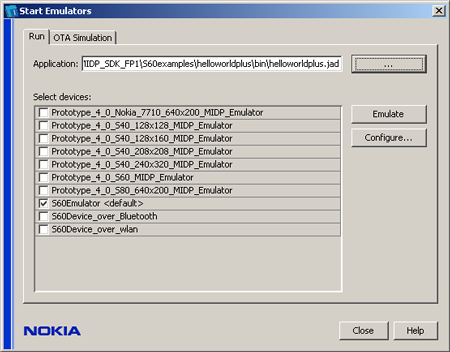 Start Emulators
Run OTA Simulation
Application: \IDP_SDK_FP1\S60examples\helloworldplus\bin\helloworldplus.jad ...
Select devices:
Prototype_4_0_Nokia_7710_640x200_MIDP_Emulator
Prototype_4_0_S40_128x128_MIDP_Emulator
Prototype_4_0_S40_128x160_MIDP_Emulator
Prototype_4_0_S40_208x208_MIDP_Emulator
Prototype_4_0_S40_240x320_MIDP_Emulator
Prototype_4_0_S60_MIDP_Emulator
Prototype_4_0_S80_640x200_MIDP_Emulator
S60Emulator <default>
S60Device_over_Bluetooth
S60Device_over_wlan
Emulate
Configure...
NOKIA
Close Help